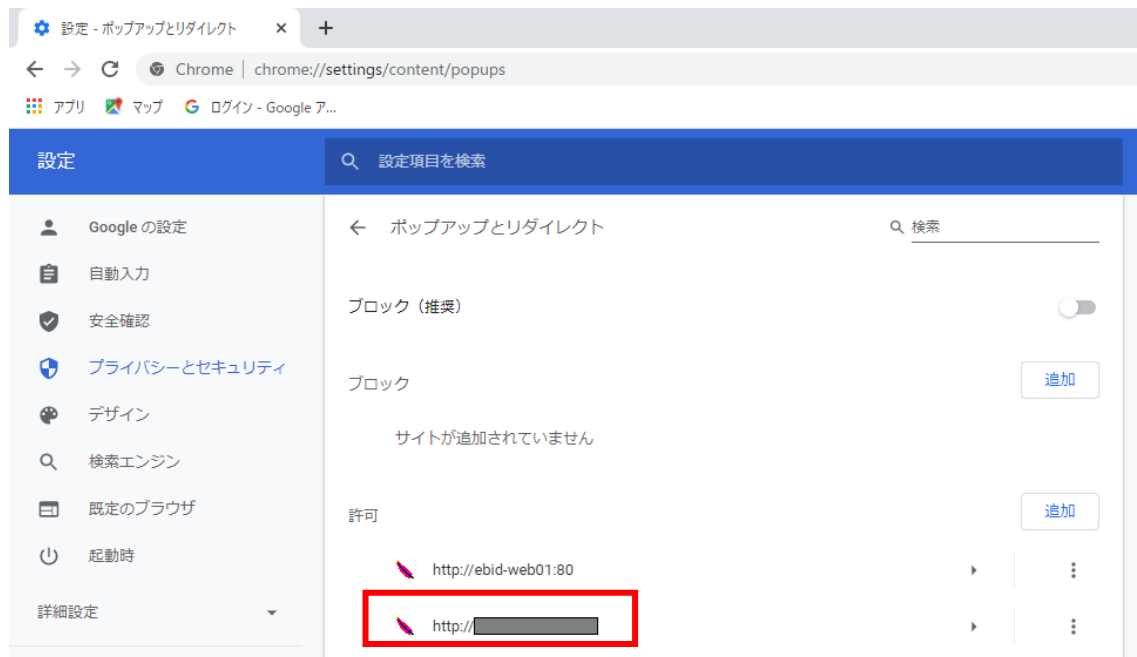 設定 - ポップアップとリダイレクト
Chrome | chrome://settings/content/popups
アプリ マップ ログイン - Google ア...
設定
設定項目を検索
Google の設定
自動入力
安全確認
プライバシーとセキュリティ
デザイン
検索エンジン
既定のブラウザ
起動時
詳細設定
ポップアップとリダイレクト
検索
ブロック（推奨）
ブロック
追加
サイトが追加されていません
許可
追加
http://ebid-web01:80
http://